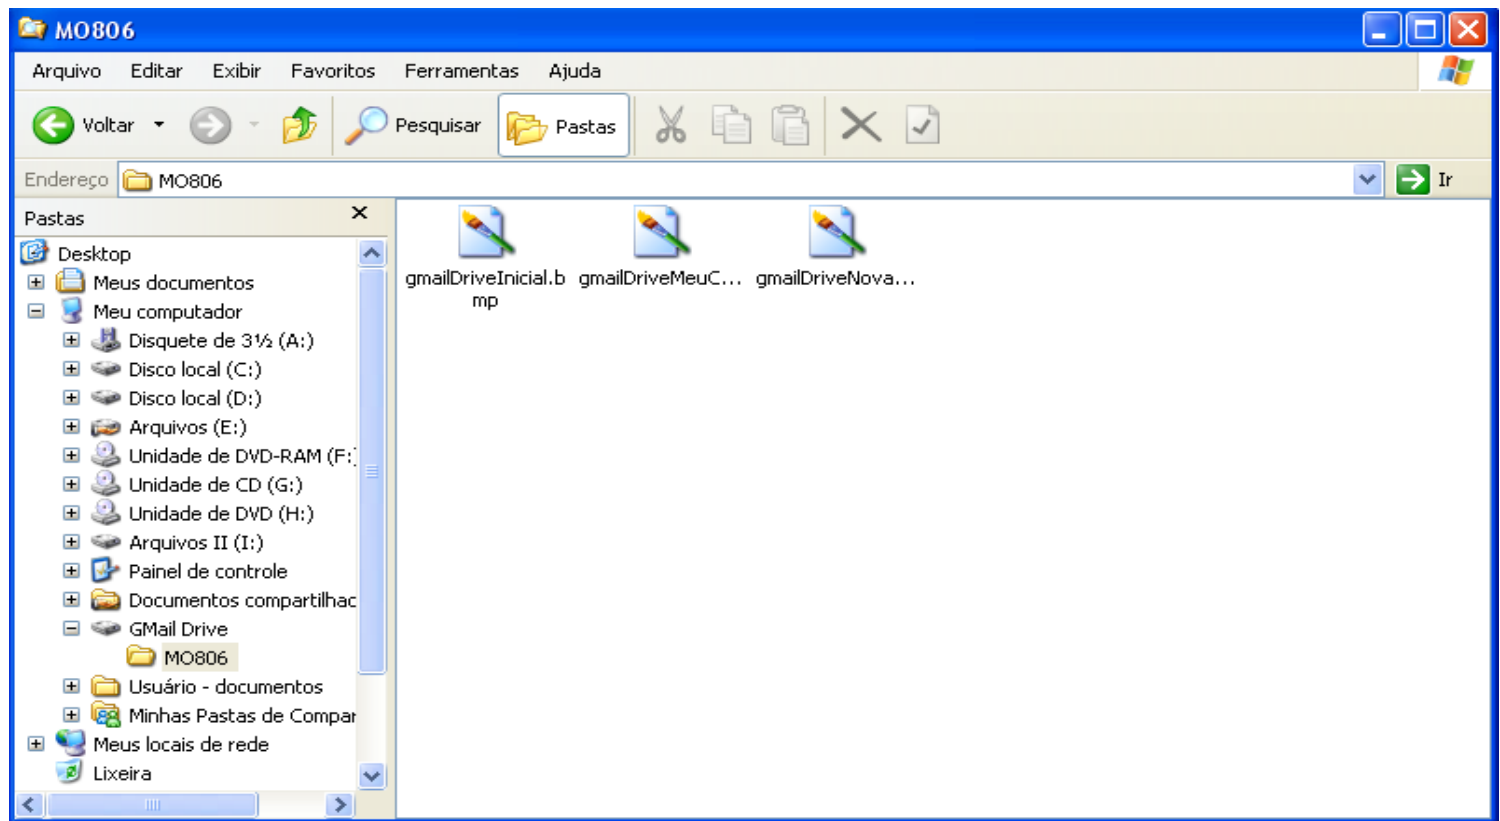 MO806
Arquivo Editar Exibir Favoritos Ferramentas Ajuda
Voltar Pesquisar Pastas
Endereço MO806 Ir
Pastas
Desktop
Meus documentos
Meu computador
Disquete de 3½ (A:)
Disco local (C:)
Disco local (D:)
Arquivos (E:)
Unidade de DVD-RAM (F:)
Unidade de CD (G:)
Unidade de DVD (H:)
Arquivos II (I:)
Painel de controle
Documentos compartilhac
GMail Drive
MO806
Usuário - documentos
Minhas Pastas de Compar
Meus locais de rede
Lixeira
gmailDriveInicial.b
mp
gmailDriveMeuC...
gmailDriveNova...